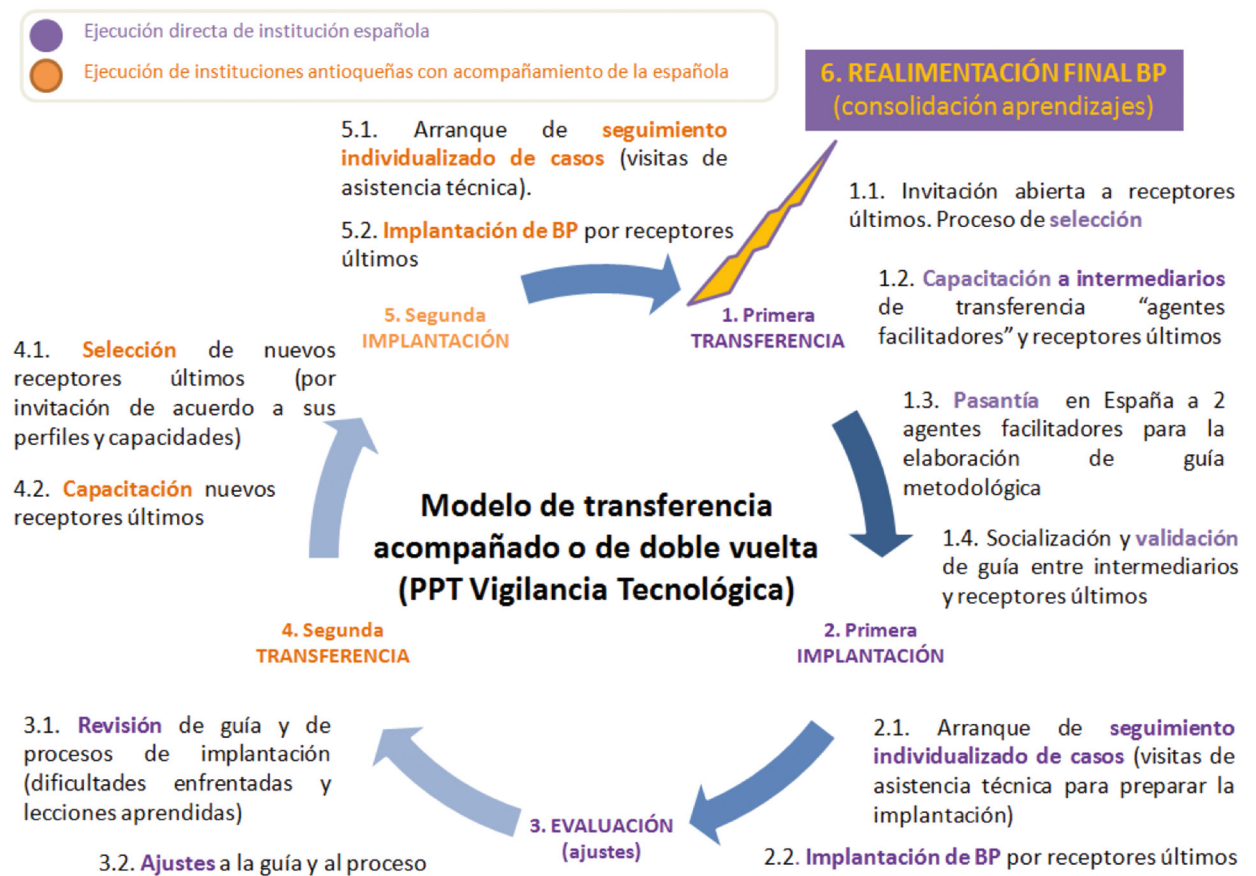 Ejecución directa de institución española
Ejecución de instituciones antioqueñas con acompañamiento de la española
6. REALIMENTACIÓN FINAL BP
(consolidación aprendizajes)
5.1. Arranque de seguimiento
individualizado de casos (visitas de
asistencia técnica).
5.2. Implantación de BP por receptores
últimos
1.1. Invitación abierta a receptores
últimos. Proceso de selección
1.2. Capacitación a intermediarios
de transferencia “agentes
facilitadores” y receptores últimos
5. Segunda
IMPLANTACIÓN
1. Primera
TRANSFERENCIA
4.1. Selección de nuevos
receptores últimos (por
invitación de acuerdo a sus
perfiles y capacidades)
4.2. Capacitación nuevos
receptores últimos
1.3. Pasantía en España a 2
agentes facilitadores para la
elaboración de guía
metodológica
1.4. Socialización y validación
de guía entre intermediarios
y receptores últimos
Modelo de transferencia
acompañado o de doble vuelta
(PPT Vigilancia Tecnológica)
4. Segunda
TRANSFERENCIA
2. Primera
IMPLANTACIÓN
3.1. Revisión de guía y de
procesos de implantación
(dificultades enfrentadas y
lecciones aprendidas)
3.2. Ajustes a la guía y al proceso
3. EVALUACIÓN
(ajustes)
2.1. Arranque de seguimiento
individualizado de casos (visitas de
asistencia técnica para preparar la
implantación)
2.2. Implantación de BP por receptores últimos